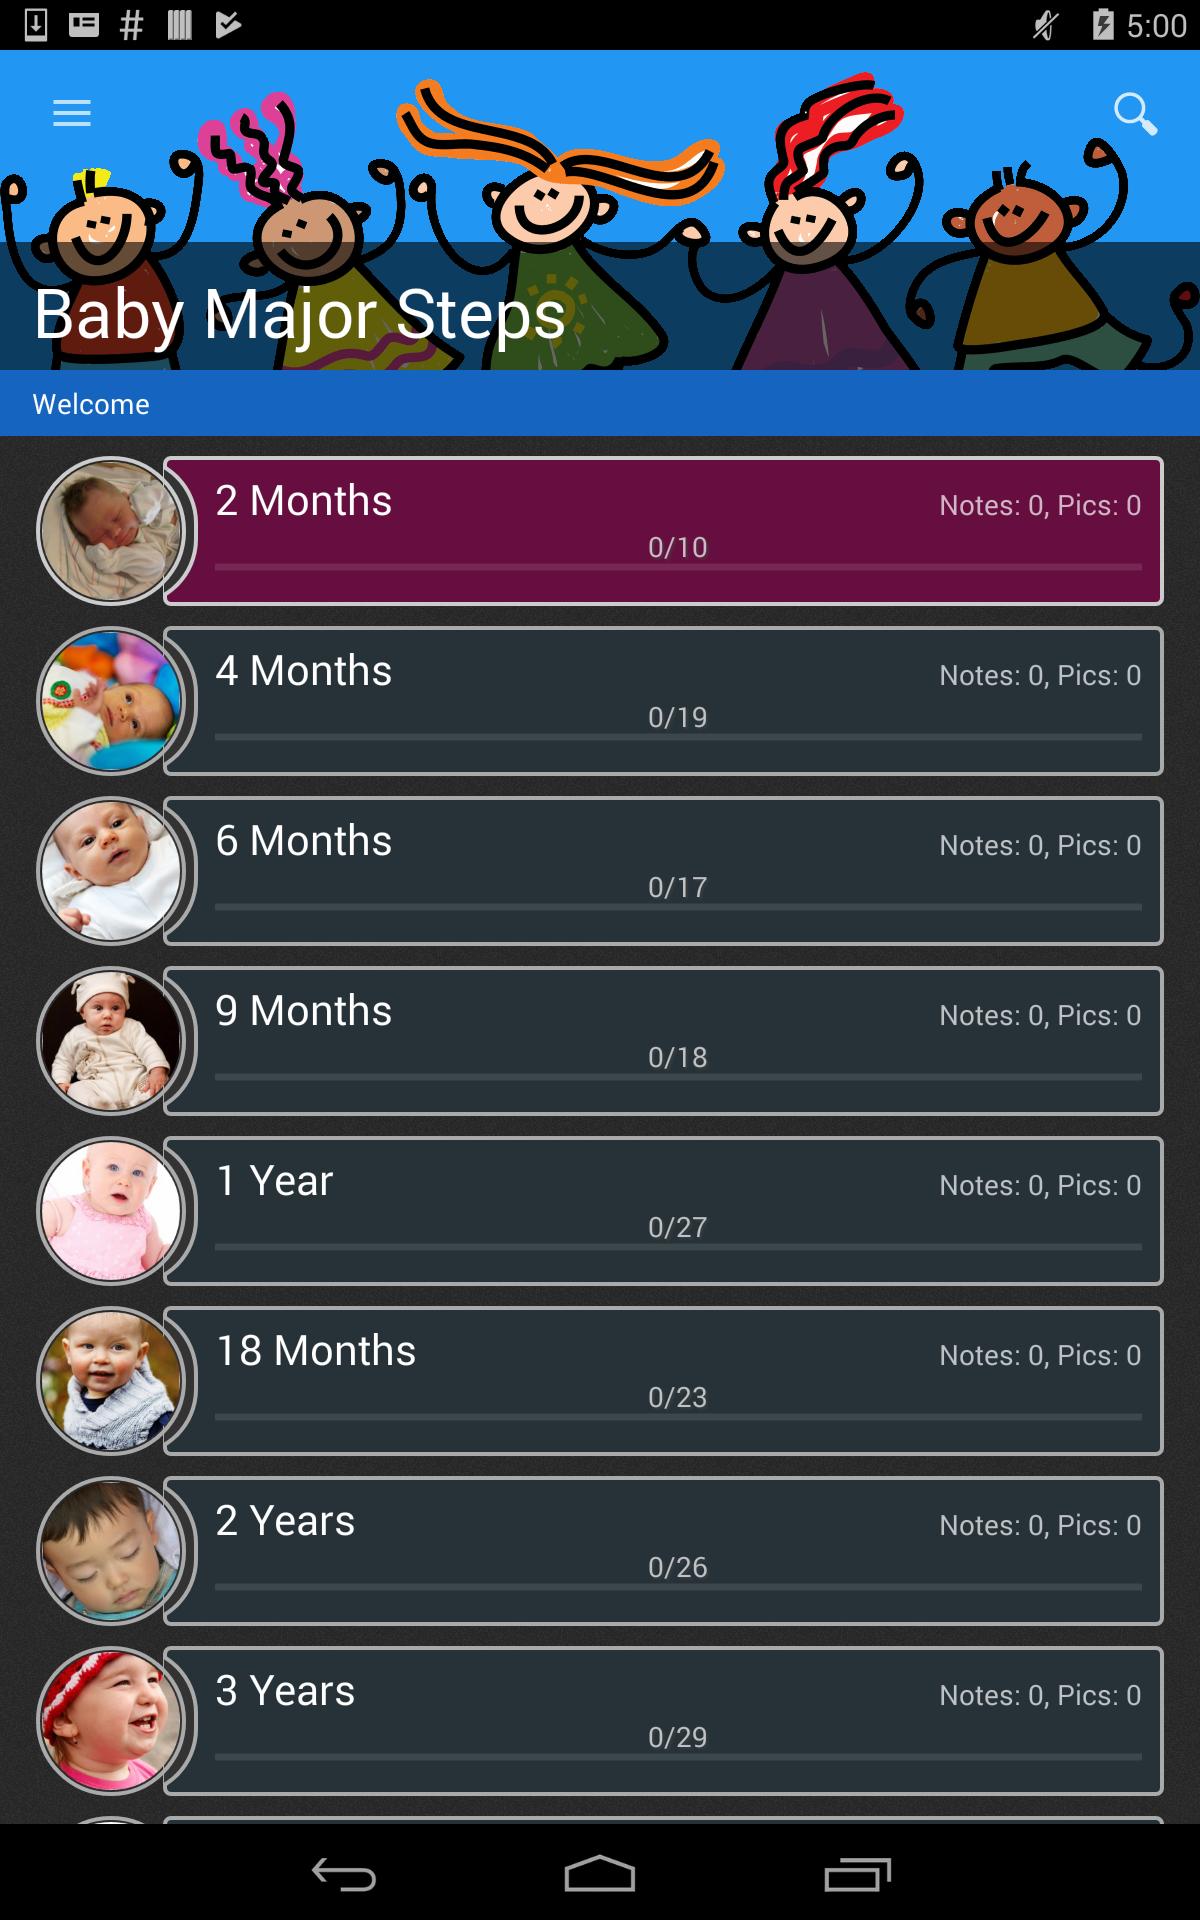 5:00
Baby Major Steps
Welcome
2 Months
Notes: 0, Pics: 0
0/10
4 Months
Notes: 0, Pics: 0
0/19
6 Months
Notes: 0, Pics: 0
0/17
9 Months
Notes: 0, Pics: 0
0/18
1 Year
Notes: 0, Pics: 0
0/27
18 Months
Notes: 0, Pics: 0
0/23
2 Years
Notes: 0, Pics: 0
0/26
3 Years
Notes: 0, Pics: 0
0/29